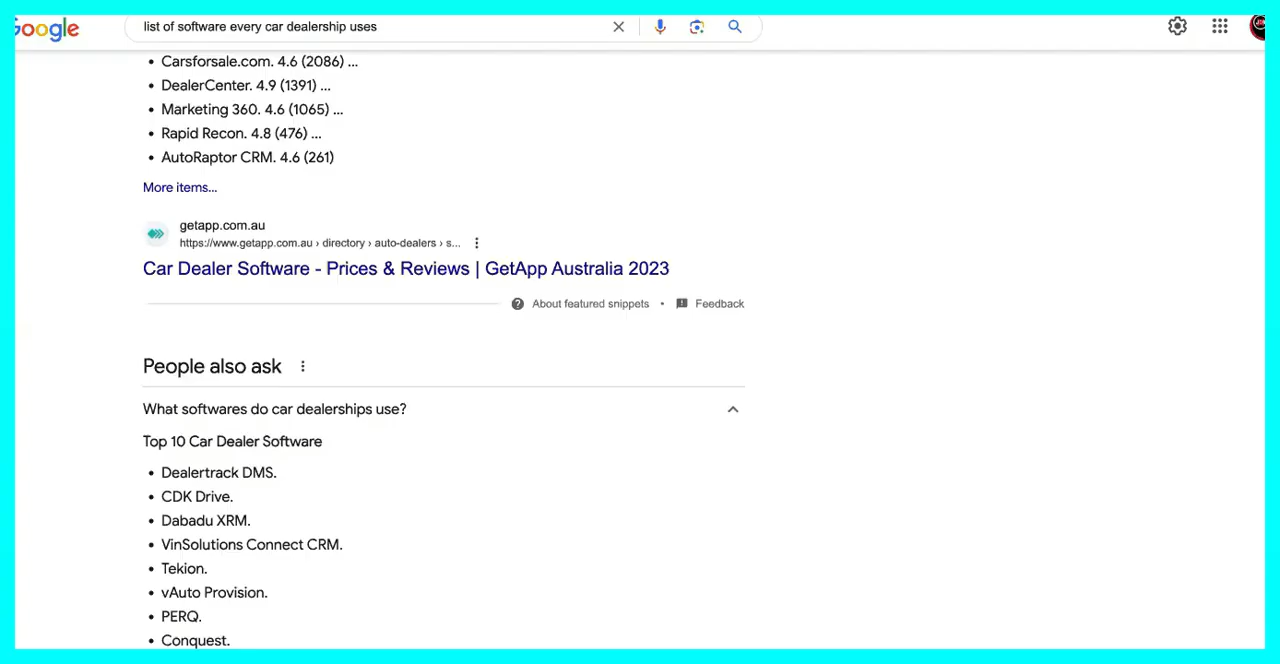 Google
list of software every car dealership uses
• Carsforsale.com. 4.6 (2086) ...
• DealerCenter. 4.9 (1391) ...
• Marketing 360. 4.6 (1065) ...
• Rapid Recon. 4.8 (476) ...
• AutoRaptor CRM. 4.6 (261)
More items...
getapp.com.au
https://www.getapp.com.au › directory › auto-dealers › s...
Car Dealer Software - Prices & Reviews | GetApp Australia 2023
About featured snippets • Feedback
People also ask
What softwares do car dealerships use?
Top 10 Car Dealer Software
• Dealertrack DMS.
• CDK Drive.
• Dabadu XRM.
• VinSolutions Connect CRM.
• Tekion.
• vAuto Provision.
• PERQ.
• Conquest.